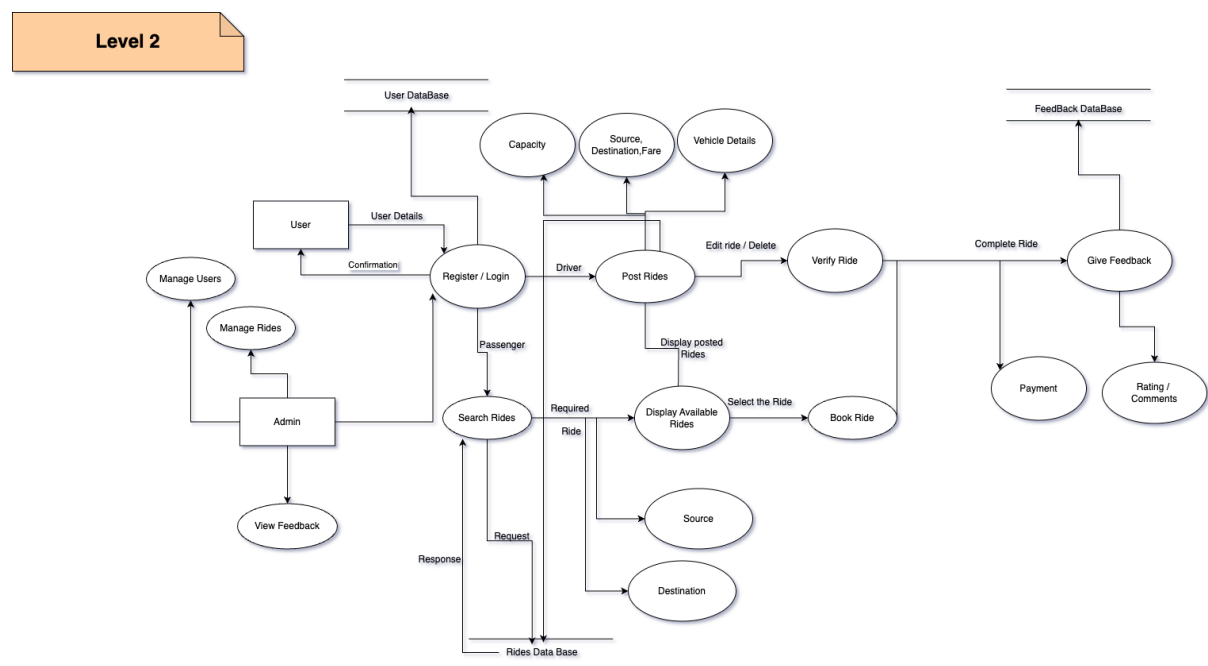 Level 2
User DataBase
FeedBack DataBase
Capacity
Source,
Destination,Fare
Vehicle Details
User
User Details
Confirmation
Register / Login
Driver
Post Rides
Edit ride / Delete
Verify Ride
Complete Ride
Give Feedback
Manage Users
Manage Rides
Passenger
Display posted
Rides
Admin
Search Rides
Required
Ride
Display Available
Rides
Select the Ride
Book Ride
Payment
Rating /
Comments
View Feedback
Source
Request
Response
Destination
Rides Data Base